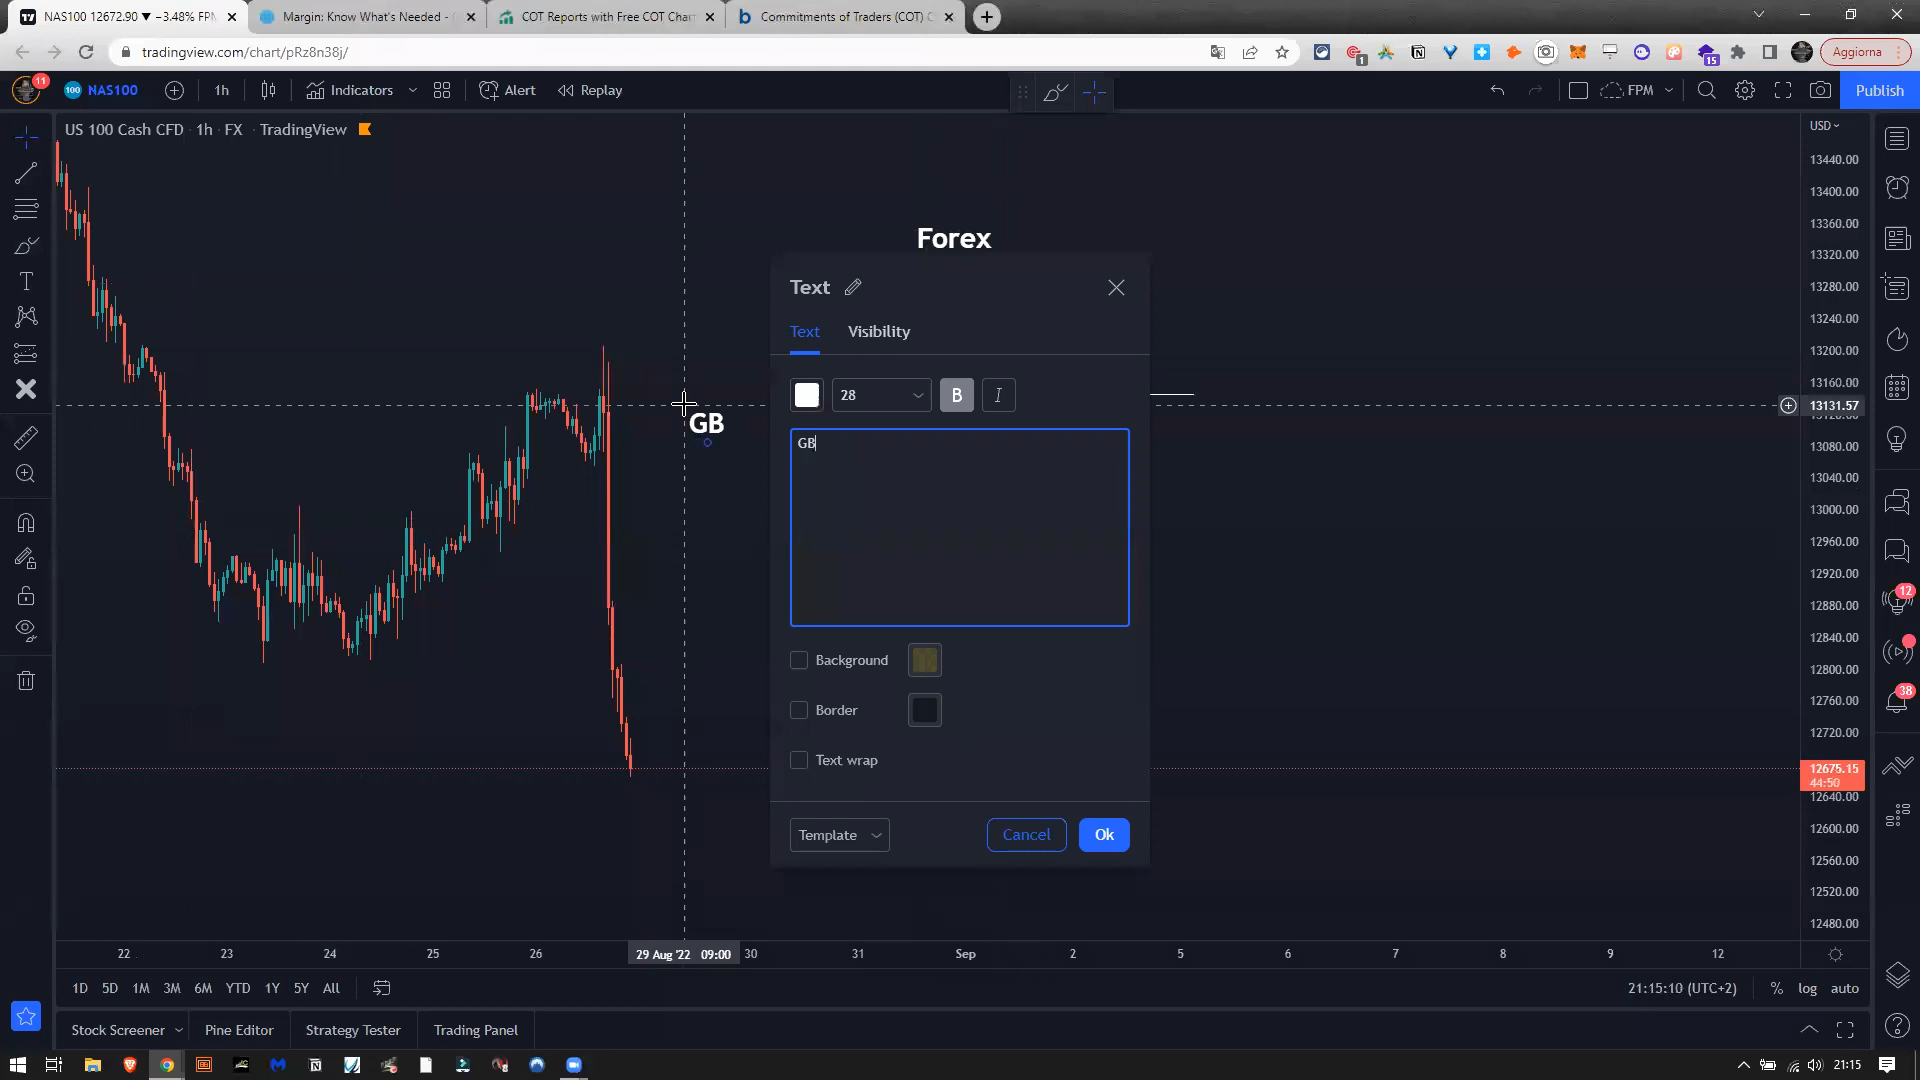 NAS100 12672.90 ▼ −3.48% FPM
Margin: Know What's Needed -
COT Reports with Free COT Char
Commitments of Traders (COT) C
tradingview.com/chart/pRz8n38j/
1
15
Aggiorna
11
100
NAS100
1h
Indicators
Alert
Replay
FPM
Publish
US 100 Cash CFD · 1h · FX · TradingView
USD
13440.00
13400.00
13360.00
13320.00
13280.00
13240.00
13200.00
13160.00
13131.57
13080.00
13040.00
13000.00
12960.00
12920.00
12880.00
12840.00
12800.00
12760.00
12720.00
12675.15
44:50
12640.00
12600.00
12560.00
12520.00
12480.00
Forex
GB
Text
Text
Visibility
28
B
I
GB
Background
Border
Text wrap
Template
Cancel
Ok
12
38
22
23
24
25
26
29 Aug '22 09:00
30
31
Sep
2
5
6
7
8
9
12
1D
5D
1M
3M
6M
YTD
1Y
5Y
All
21:15:10 (UTC+2)
%
log
auto
Stock Screener
Pine Editor
Strategy Tester
Trading Panel
21:15